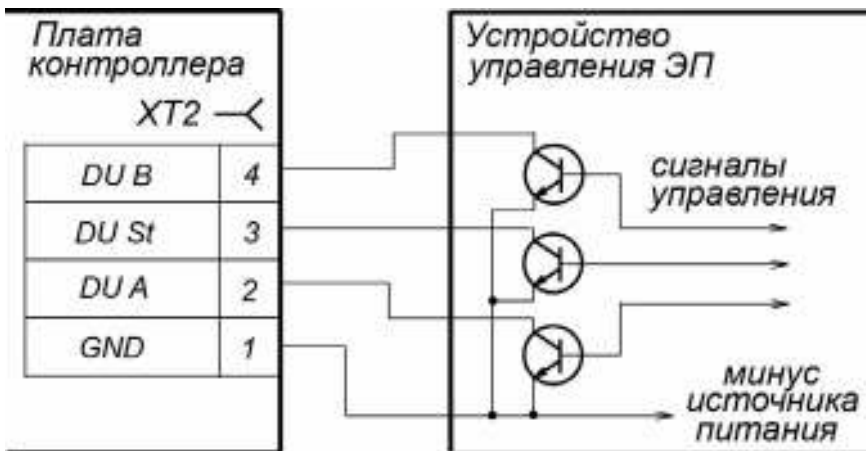 Плата
контроллера
XT2
DU B 4
DU St 3
DU A 2
GND 1
Устройство
управления ЭП
сигналы
управления
минус
источника
питания